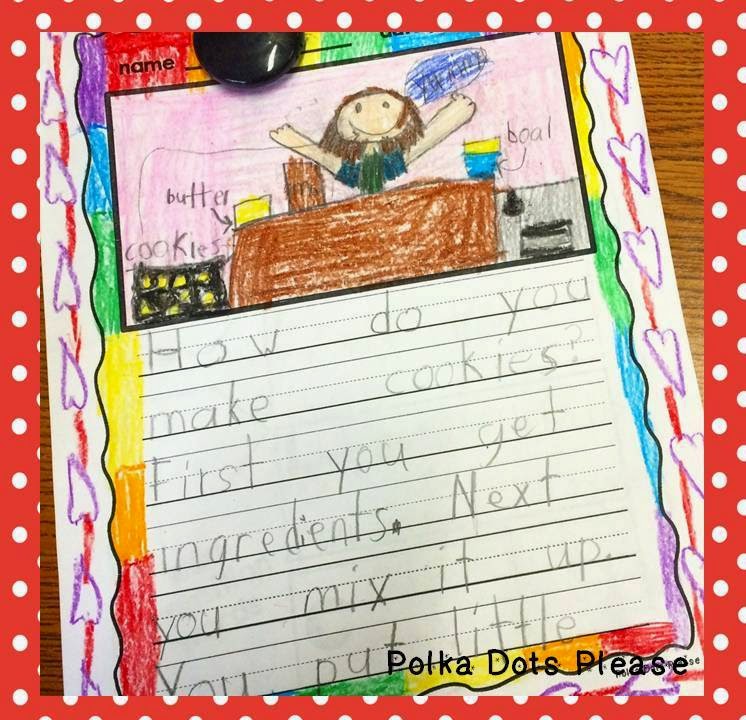 name
YUMM!
boal
butter
cookies
How do you
make cookies?
First you get
ingredients. Next
you mix it up.
You put little
Polka Dots Please